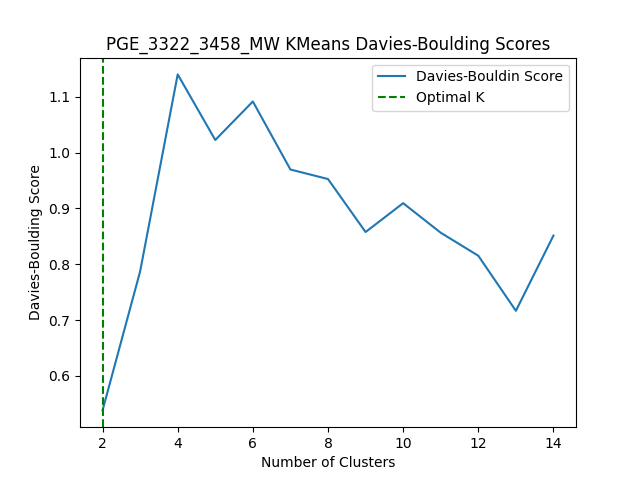 PGE_3322_3458_MW KMeans Davies-Boulding Scores
Davies-Bouldin Score
Optimal K
Davies-Boulding Score
1.1
1.0
0.9
0.8
0.7
0.6
2 4 6 8 10 12 14
Number of Clusters